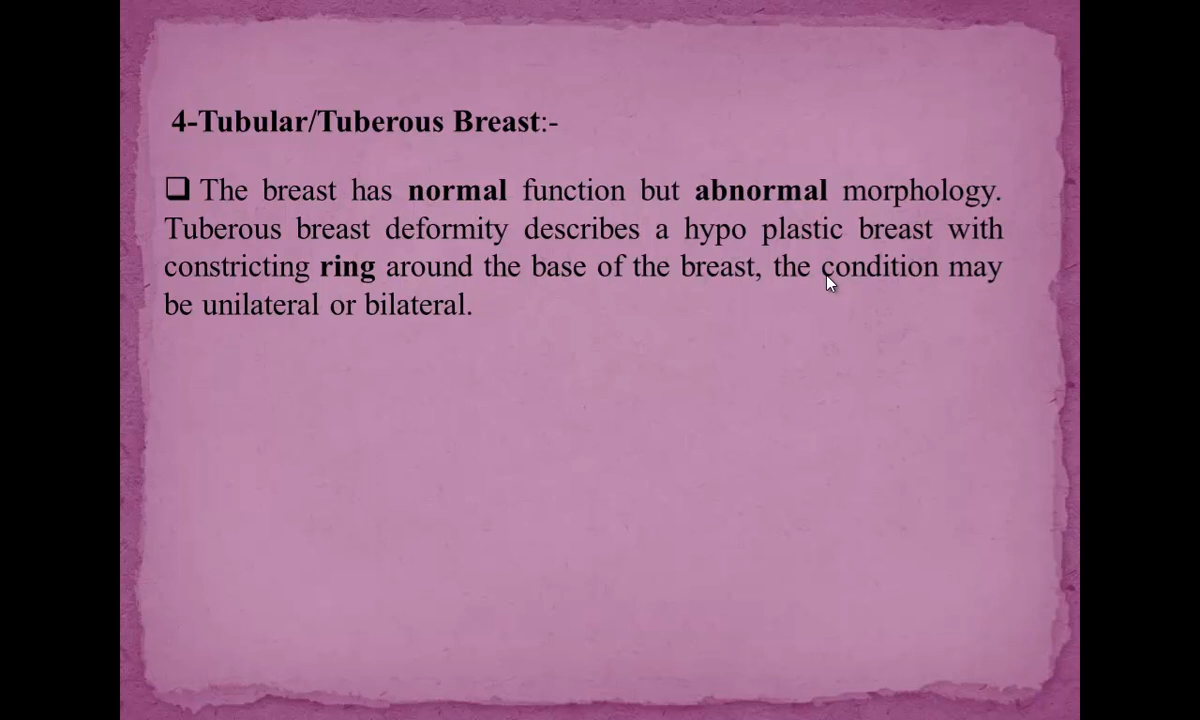 4-Tubular/Tuberous Breast:-
❑ The breast has normal function but abnormal morphology.
Tuberous breast deformity describes a hypo plastic breast with
constricting ring around the base of the breast, the condition may
be unilateral or bilateral.